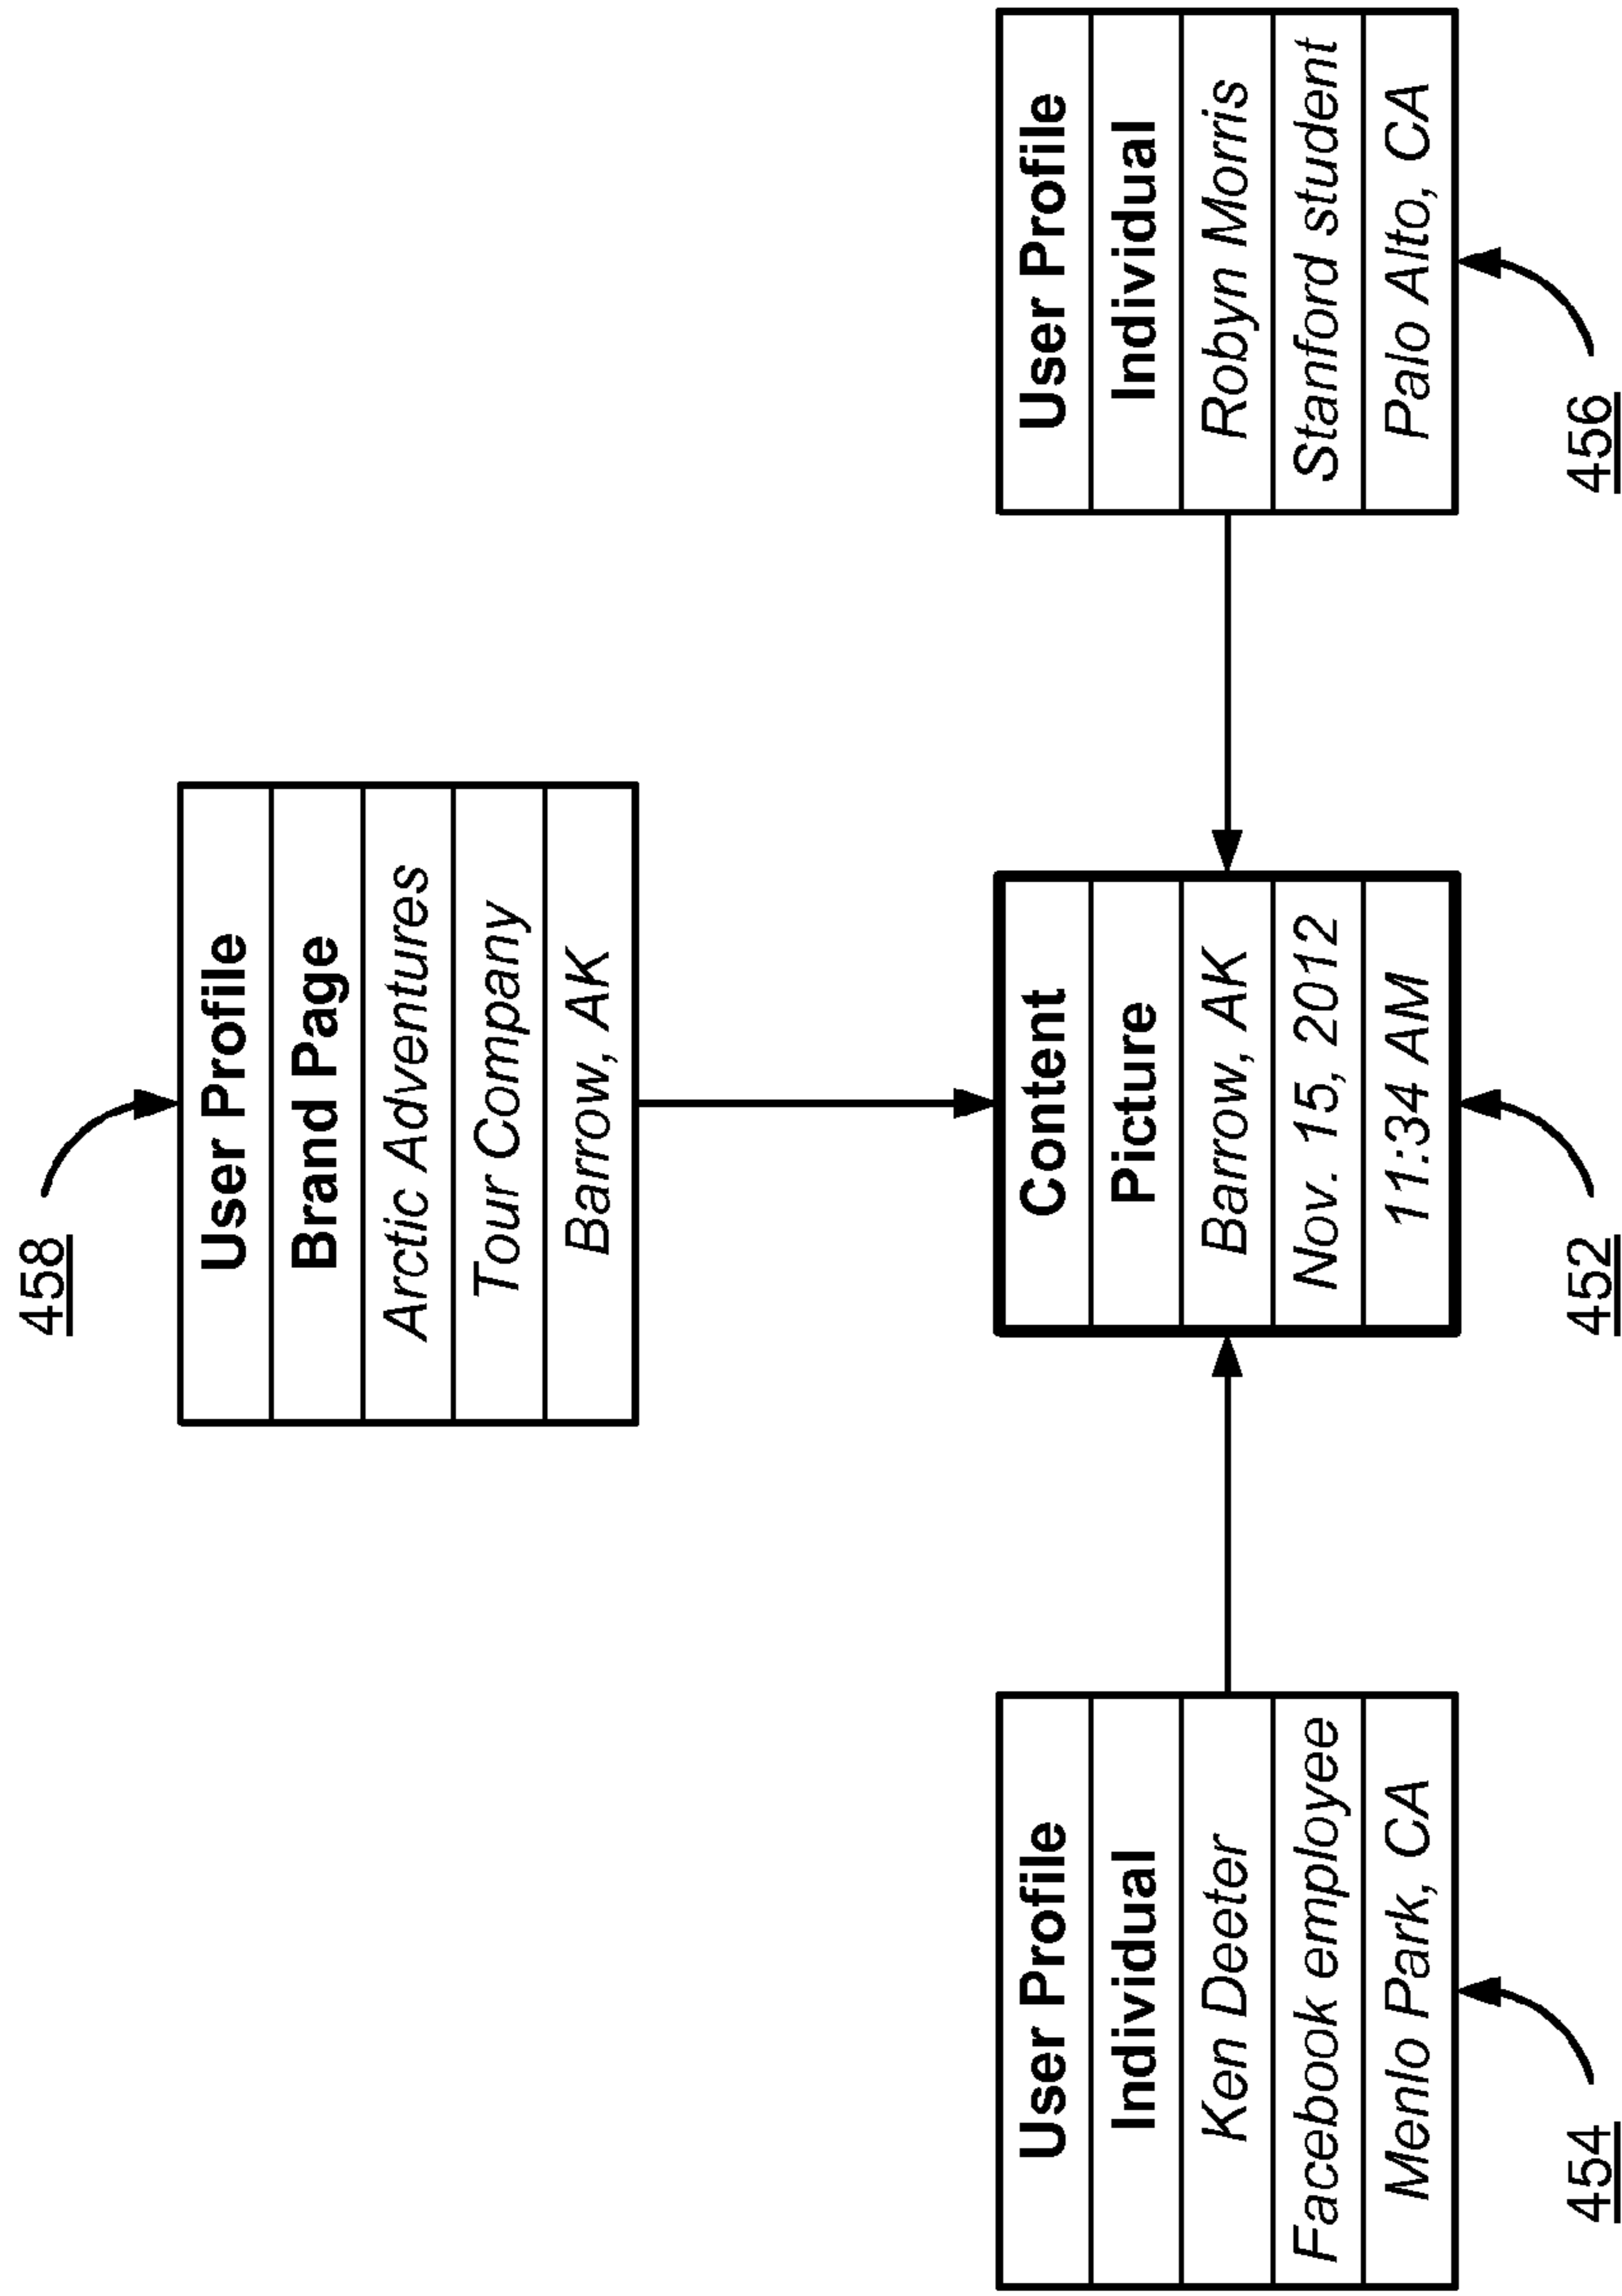 458
User Profile
Brand Page
Arctic Adventures
Tour Company
Barrow, AK
User Profile
Individual
Ken Deeter
Facebook employee
Menlo Park, CA
454
Content
Picture
Barrow, AK
Nov. 15, 2012
11:34 AM
452
User Profile
Individual
Robyn Morris
Stanford student
Palo Alto, CA
456